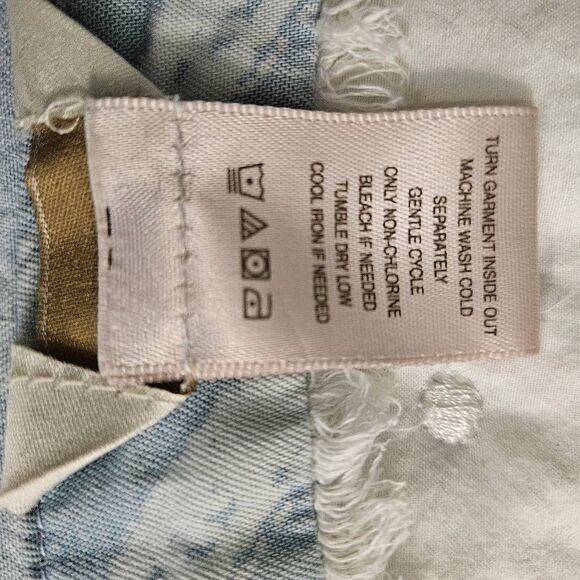 TURN GARMENT INSIDE OUT
MACHINE WASH COLD
SEPARATELY
GENTLE CYCLE
ONLY NON-CHLORINE
BLEACH IF NEEDED
TUMBLE DRY LOW
COOL IRON IF NEEDED